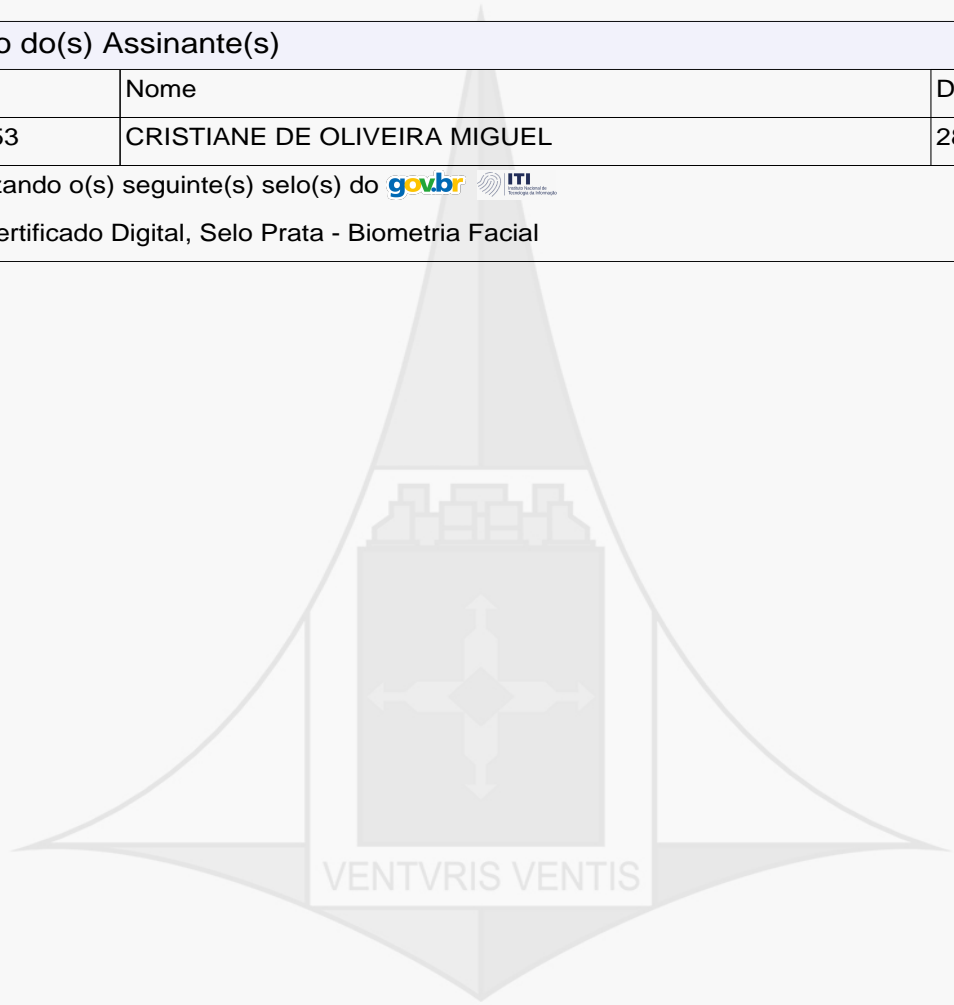 o do(s) Assinante(s)
Nome D
53 CRISTIANE DE OLIVEIRA MIGUEL 28
zando o(s) seguinte(s) selo(s) do gov.br ITI
ertificado Digital, Selo Prata - Biometria Facial
VENTVRIS VENTIS